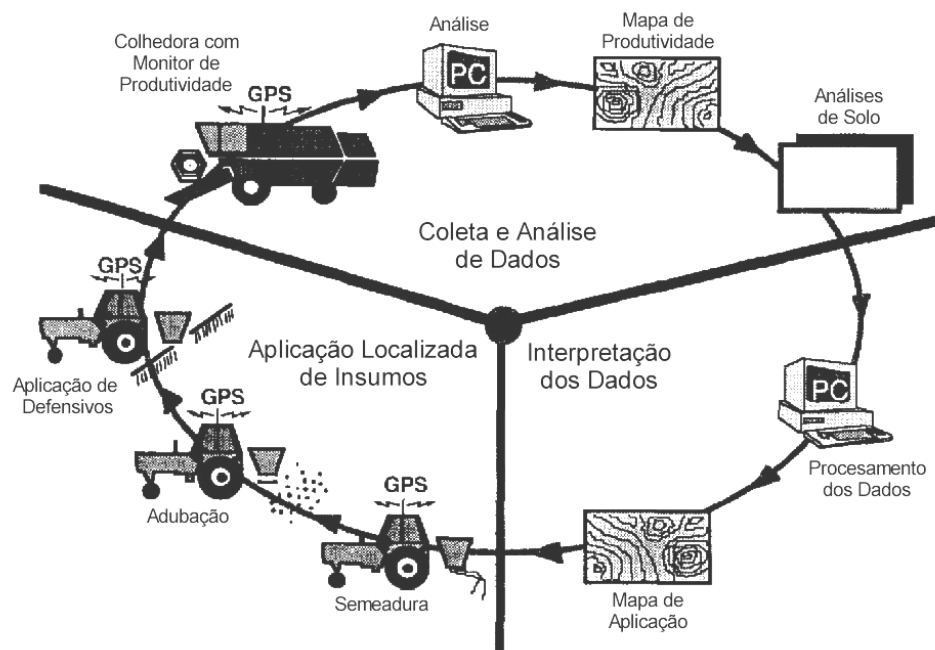 Colhedora com
Monitor de
Produtividade
GPS
Análise
PC
Mapa de
Produtividade
Análises
de Solo
Coleta e Análise
de Dados
Interpretação
dos Dados
PC
Procesamento
dos Dados
Mapa de
Aplicação
Aplicação Localizada
de Insumos
GPS
Semeadura
GPS
Adubação
GPS
Aplicação de
Defensivos